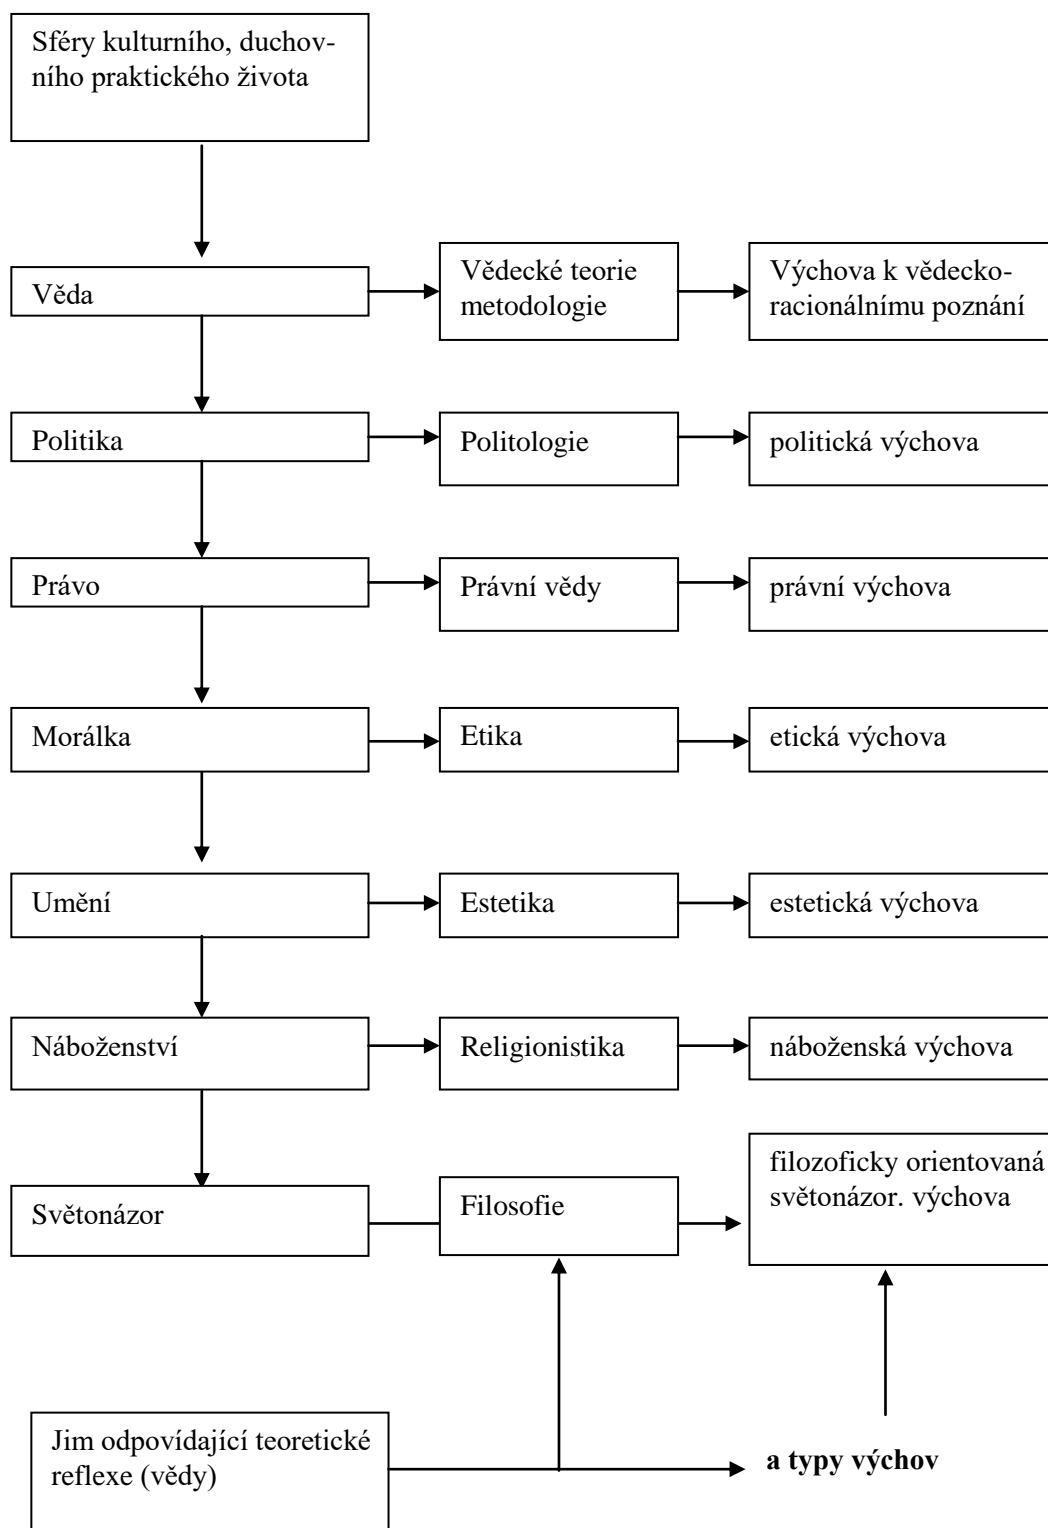 Sféry kulturního, duchov-
ního praktického života
Věda
Vědecké teorie
metodologie
Výchova k vědecko-
racionálnímu poznání
Politika
Politologie
politická výchova
Právo
Právní vědy
právní výchova
Morálka
Etika
etická výchova
Umění
Estetika
estetická výchova
Náboženství
Religionistika
náboženská výchova
Světonázor
Filosofie
filozoficky orientovaná
světonázor. výchova
Jim odpovídající teoretické
reflexe (vědy)
a typy výchov